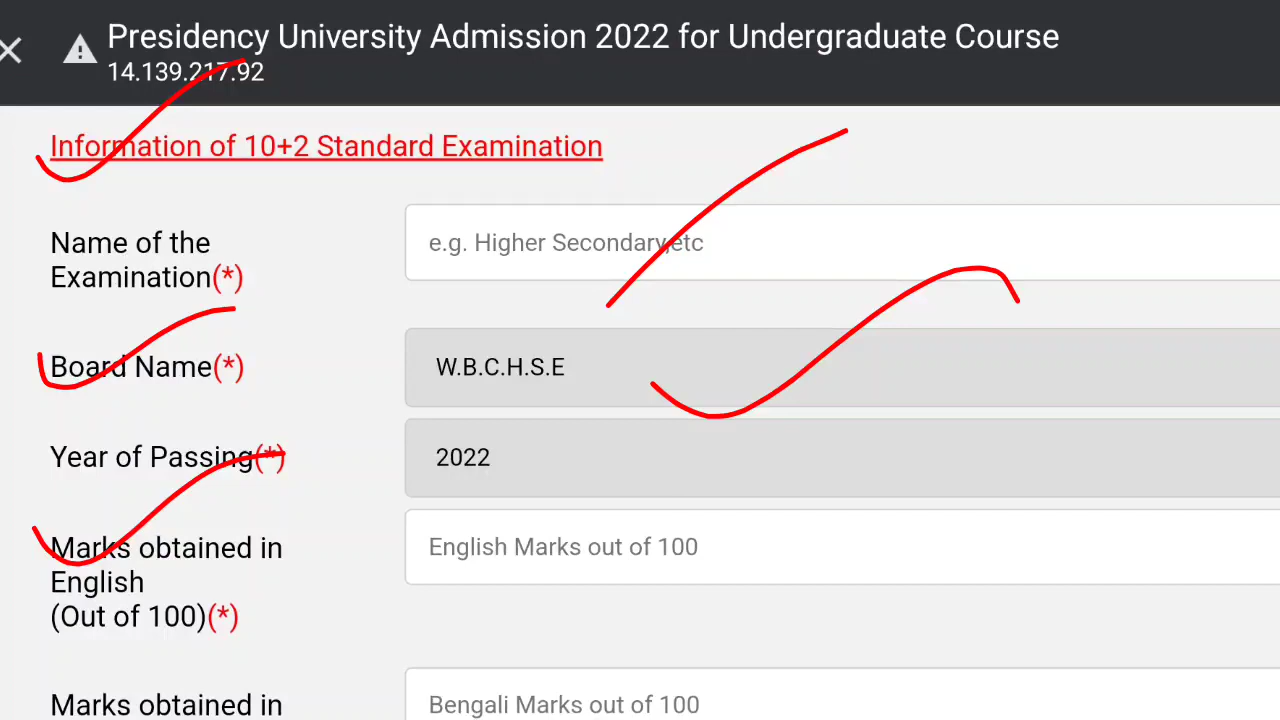 Presidency University Admission 2022 for Undergraduate Course
14.139.217.92
Information of 10+2 Standard Examination
Name of the
Examination(*)
e.g. Higher Secondary,etc
Board Name(*)
W.B.C.H.S.E
Year of Passing(*)
2022
Marks obtained in
English
(Out of 100)(*)
English Marks out of 100
Marks obtained in
Bengali Marks out of 100